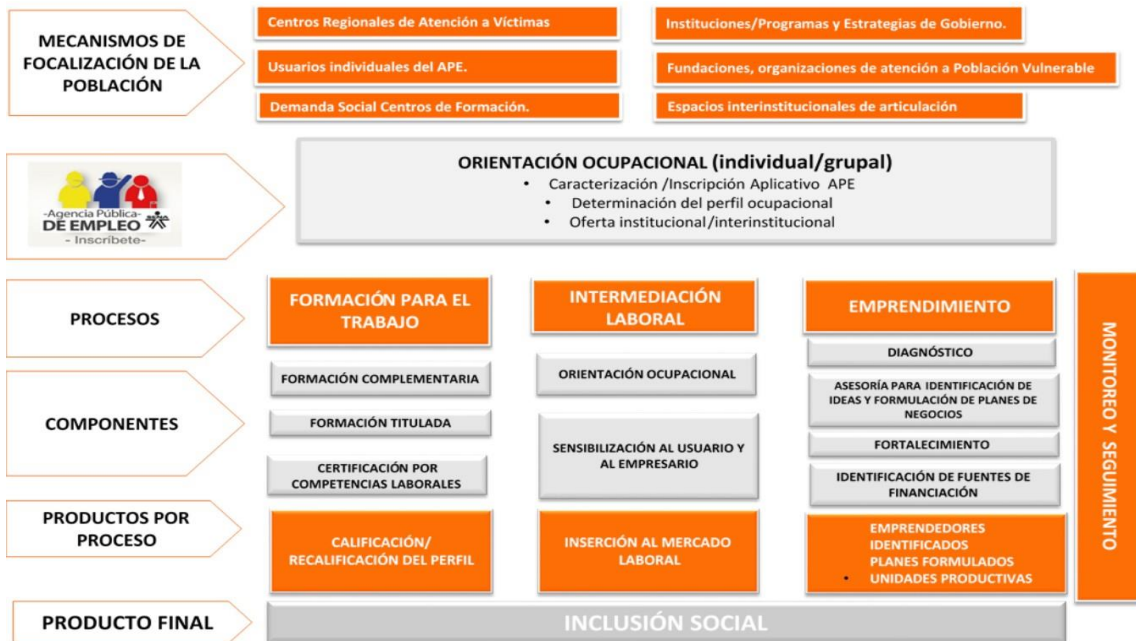 MECANISMOS DE
FOCALIZACIÓN DE LA
POBLACIÓN
Centros Regionales de Atención a Víctimas
Instituciones/Programas y Estrategias de Gobierno.
Usuarios individuales del APE.
Fundaciones, organizaciones de atención a Población Vulnerable
Demanda Social Centros de Formación.
Espacios interinstitucionales de articulación
-Agencia Pública-
DE EMPLEO
- Inscríbete-
ORIENTACIÓN OCUPACIONAL (individual/grupal)
• Caracterización /Inscripción Aplicativo APE
• Determinación del perfil ocupacional
• Oferta institucional/interinstitucional
PROCESOS
FORMACIÓN PARA EL
TRABAJO
INTERMEDIACIÓN
LABORAL
EMPRENDIMIENTO
COMPONENTES
FORMACIÓN COMPLEMENTARIA
FORMACIÓN TITULADA
CERTIFICACIÓN POR
COMPETENCIAS LABORALES
ORIENTACIÓN OCUPACIONAL
SENSIBILIZACIÓN AL USUARIO Y
AL EMPRESARIO
DIAGNÓSTICO
ASESORÍA PARA IDENTIFICACIÓN DE
IDEAS Y FORMULACIÓN DE PLANES DE
NEGOCIOS
FORTALECIMIENTO
IDENTIFICACIÓN DE FUENTES DE
FINANCIACIÓN
PRODUCTOS POR
PROCESO
CALIFICACIÓN/
RECALIFICACIÓN DEL PERFIL
INSERCIÓN AL MERCADO
LABORAL
EMPRENDEDORES
IDENTIFICADOS
PLANES FORMULADOS
• UNIDADES PRODUCTIVAS
MONITOREO Y SEGUIMIENTO
PRODUCTO FINAL
INCLUSIÓN SOCIAL